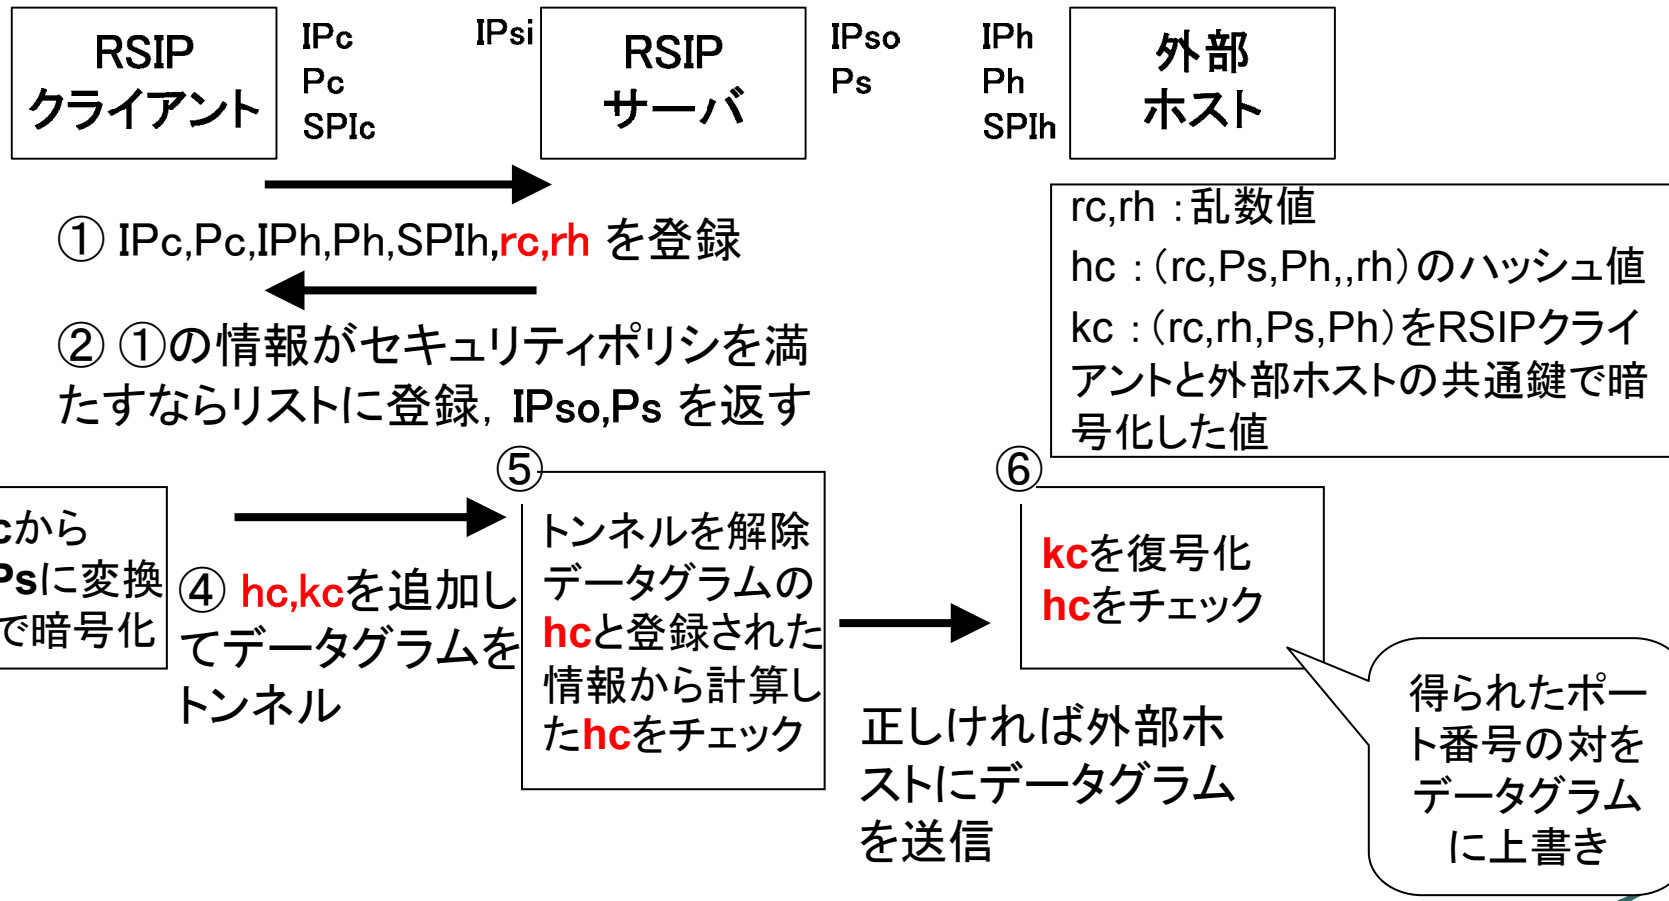 RSIP
クライアント
IPc
Pc
SPIc
IPsi
RSIP
サーバ
IPso
Ps
IPh
Ph
SPIh
外部
ホスト
① IPc,Pc,IPh,Ph,SPIh,rc,rh を登録
② ①の情報がセキュリティポリシを満
たすならリストに登録, IPso,Ps を返す
rc,rh :乱数値
hc :(rc,Ps,Ph,,rh)のハッシュ値
kc :(rc,rh,Ps,Ph)をRSIPクライ
アントと外部ホストの共通鍵で暗
号化した値
cから
Psに変換
で暗号化
④ hc,kcを追加し
てデータグラムを
トンネル
⑤
トンネルを解除
データグラムの
hcと登録された
情報から計算し
たhcをチェック
正しければ外部ホ
ストにデータグラム
を送信
⑥
kcを復号化
hcをチェック
得られたポー
ト番号の対を
データグラム
に上書き